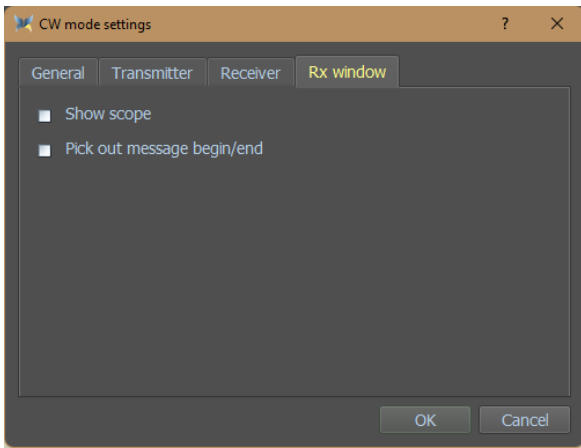 CW mode settings ?
General Transmitter Receiver Rx window
Show scope
Pick out message begin/end
OK Cancel